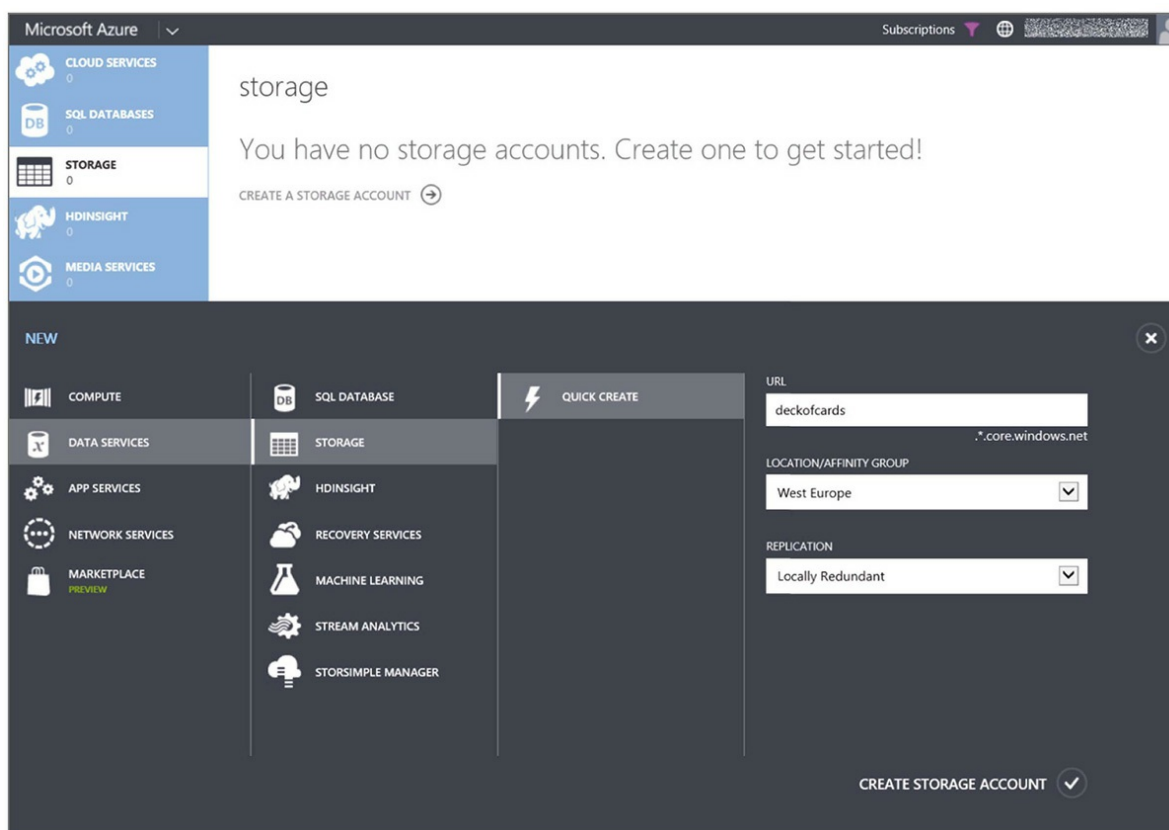 Microsoft Azure
Subscriptions
CLOUD SERVICES
0
DB
SQL DATABASES
0
STORAGE
0
HDINSIGHT
0
MEDIA SERVICES
0
storage
You have no storage accounts. Create one to get started!
CREATE A STORAGE ACCOUNT
NEW
COMPUTE
DATA SERVICES
APP SERVICES
NETWORK SERVICES
MARKETPLACE
PREVIEW
DB
SQL DATABASE
STORAGE
HDINSIGHT
RECOVERY SERVICES
MACHINE LEARNING
STREAM ANALYTICS
STORSIMPLE MANAGER
QUICK CREATE
URL
deckofcards
.*.core.windows.net
LOCATION/AFFINITY GROUP
West Europe
REPLICATION
Locally Redundant
CREATE STORAGE ACCOUNT